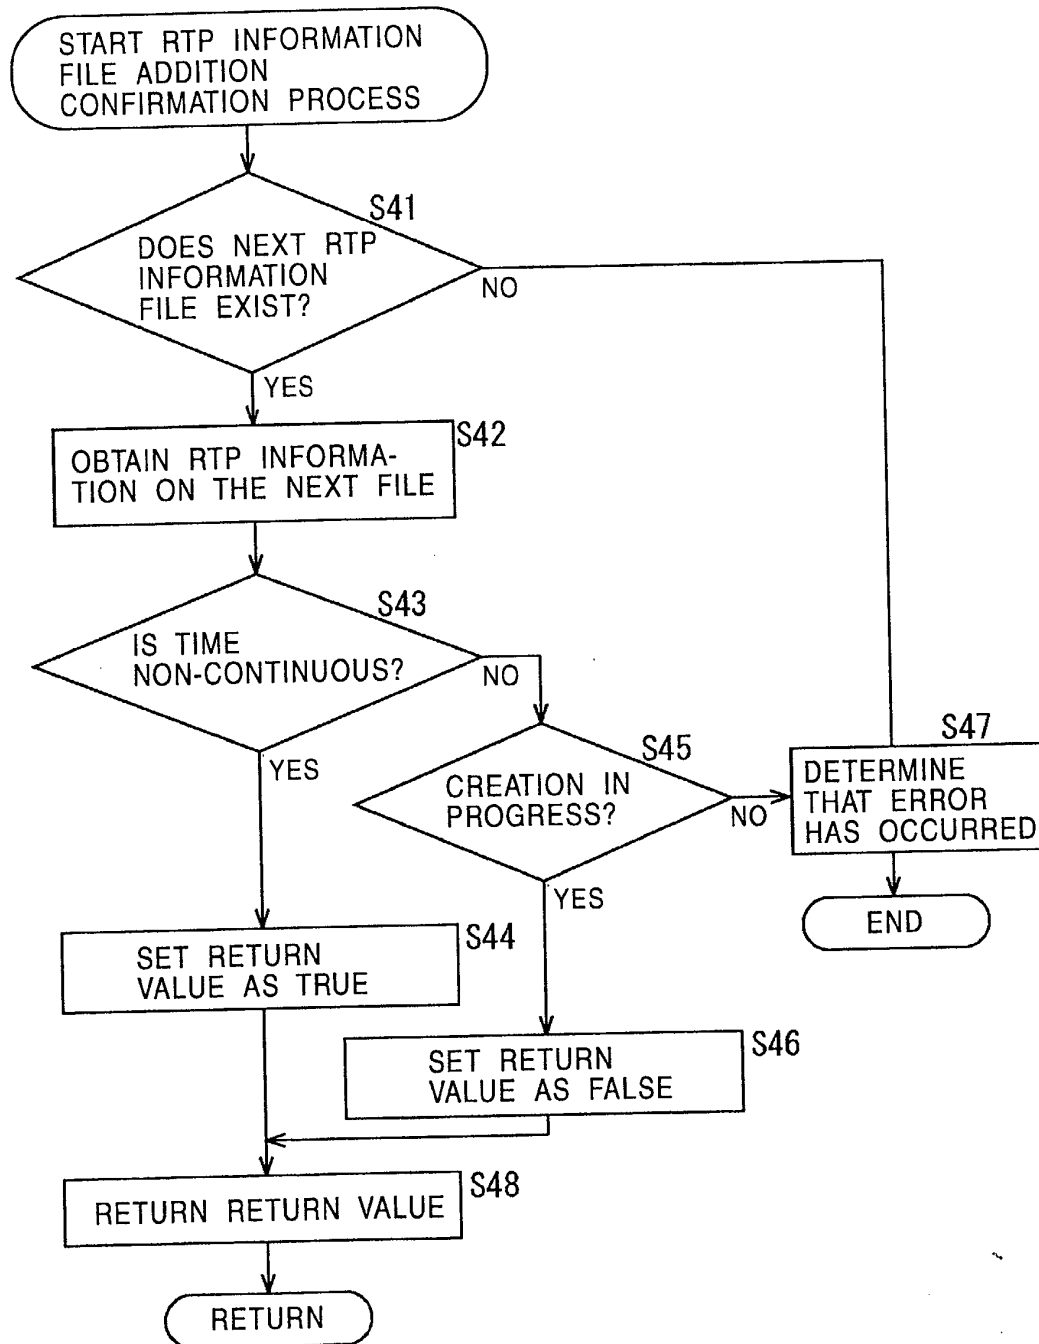 START RTP INFORMATION
FILE ADDITION
CONFIRMATION PROCESS
S41
DOES NEXT RTP
INFORMATION
FILE EXIST?
NO
YES
S42
OBTAIN RTP INFORMA-
TION ON THE NEXT FILE
S43
IS TIME
NON-CONTINUOUS?
NO
YES
S45
CREATION IN
PROGRESS?
NO
YES
S47
DETERMINE
THAT ERROR
HAS OCCURRED
END
S44
SET RETURN
VALUE AS TRUE
S46
SET RETURN
VALUE AS FALSE
S48
RETURN RETURN VALUE
RETURN